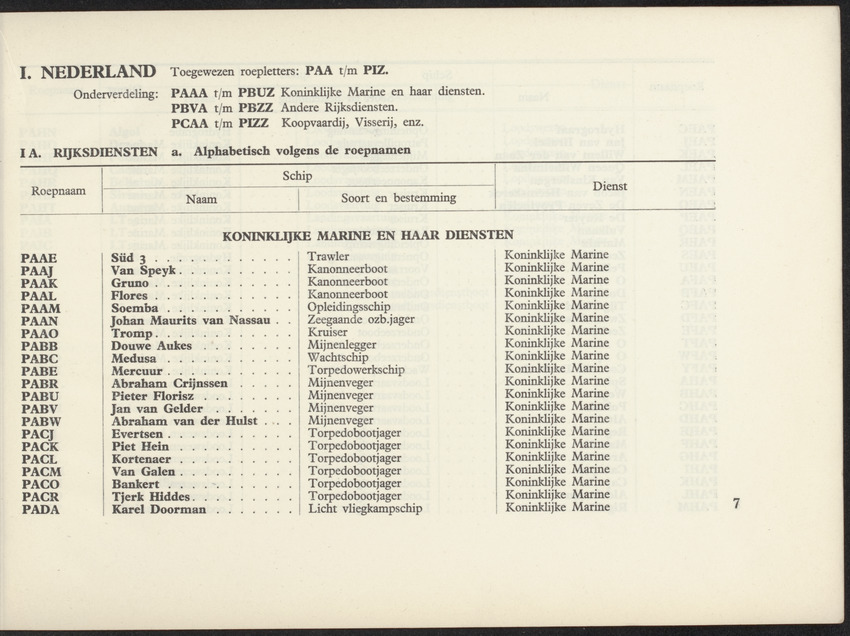 I. NEDERLAND Toegewezen roepletters: PAA t/m PIZ.
Onderverdeling: PAAA t/m PBUZ Koninklijke Marine en haar diensten.
PBVA t/m PBZZ Andere Rijksdiensten.
PCAA t/m PIZZ Koopvaardij, Visserij, enz.
I A. RIJKSDIENSTEN a. Alphabetisch volgens de roepnamen
Schip
Roepnaam Dienst
Naam Soort en bestemming
KONINKLIJKE MARINE EN HAAR DIENSTEN
PAAE Süd 3 . . . . . . . . . . . . Trawler Koninklijke Marine
PAAJ Van Speyk . . . . . . . . . . Kanonneerboot Koninklijke Marine
PAAK Gruno . . . . . . . . . . . . Kanonneerboot Koninklijke Marine
PAAL Flores . . . . . . . . . . . . Kanonneerboot Koninklijke Marine
PAAM Soemba . . . . . . . . . . . Opleidingsschip Koninklijke Marine
PAAN Johan Maurits van Nassau . . Zeegaande ozb.jager Koninklijke Marine
PAAO Tromp . . . . . . . . . . . . Kruiser Koninklijke Marine
PABB Douwe Aukes . . . . . . . . Mijnenlegger Koninklijke Marine
PABC Medusa . . . . . . . . . . . Wachtschip Koninklijke Marine
PABE Mercuur . . . . . . . . . . . Torpedowerkschip Koninklijke Marine
PABR Abraham Crijnssen . . . . . Mijnenveger Koninklijke Marine
PABU Pieter Florisz . . . . . . . . Mijnenveger Koninklijke Marine
PABV Jan van Gelder . . . . . . . Mijnenveger Koninklijke Marine
PABW Abraham van der Hulst . . . Mijnenveger Koninklijke Marine
PACJ Evertsen . . . . . . . . . . . Torpedobootjager Koninklijke Marine
PACK Piet Hein . . . . . . . . . . Torpedobootjager Koninklijke Marine
PACL Kortenaer . . . . . . . . . . Torpedobootjager Koninklijke Marine
PACM Van Galen . . . . . . . . . . Torpedobootjager Koninklijke Marine
PACO Bankert . . . . . . . . . . . Torpedobootjager Koninklijke Marine
PACR Tjerk Hiddes . . . . . . . . . Torpedobootjager Koninklijke Marine
PADA Karel Doorman . . . . . . . Licht vliegkampschip Koninklijke Marine
7